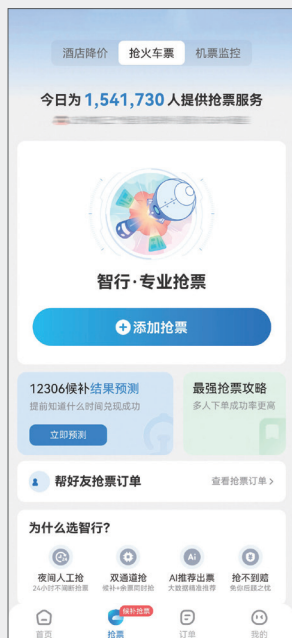 酒店降价 抢火车票 机票监控
今日为 1,541,730 人提供抢票服务
智行·专业抢票
添加抢票
12306候补结果预测
提前知道什么时间兑现成功
立即预测
最强抢票攻略
多人下单成功率更高
帮好友抢票订单
查看抢票订单 >
为什么选智行?
夜间人工抢 双通道抢 AI推荐出票 抢不到赔
24小时不间断抢票 候补+余票同时抢 大数据精准推荐 免你后顾之忧
候补抢票
首页 抢票 订单 我的